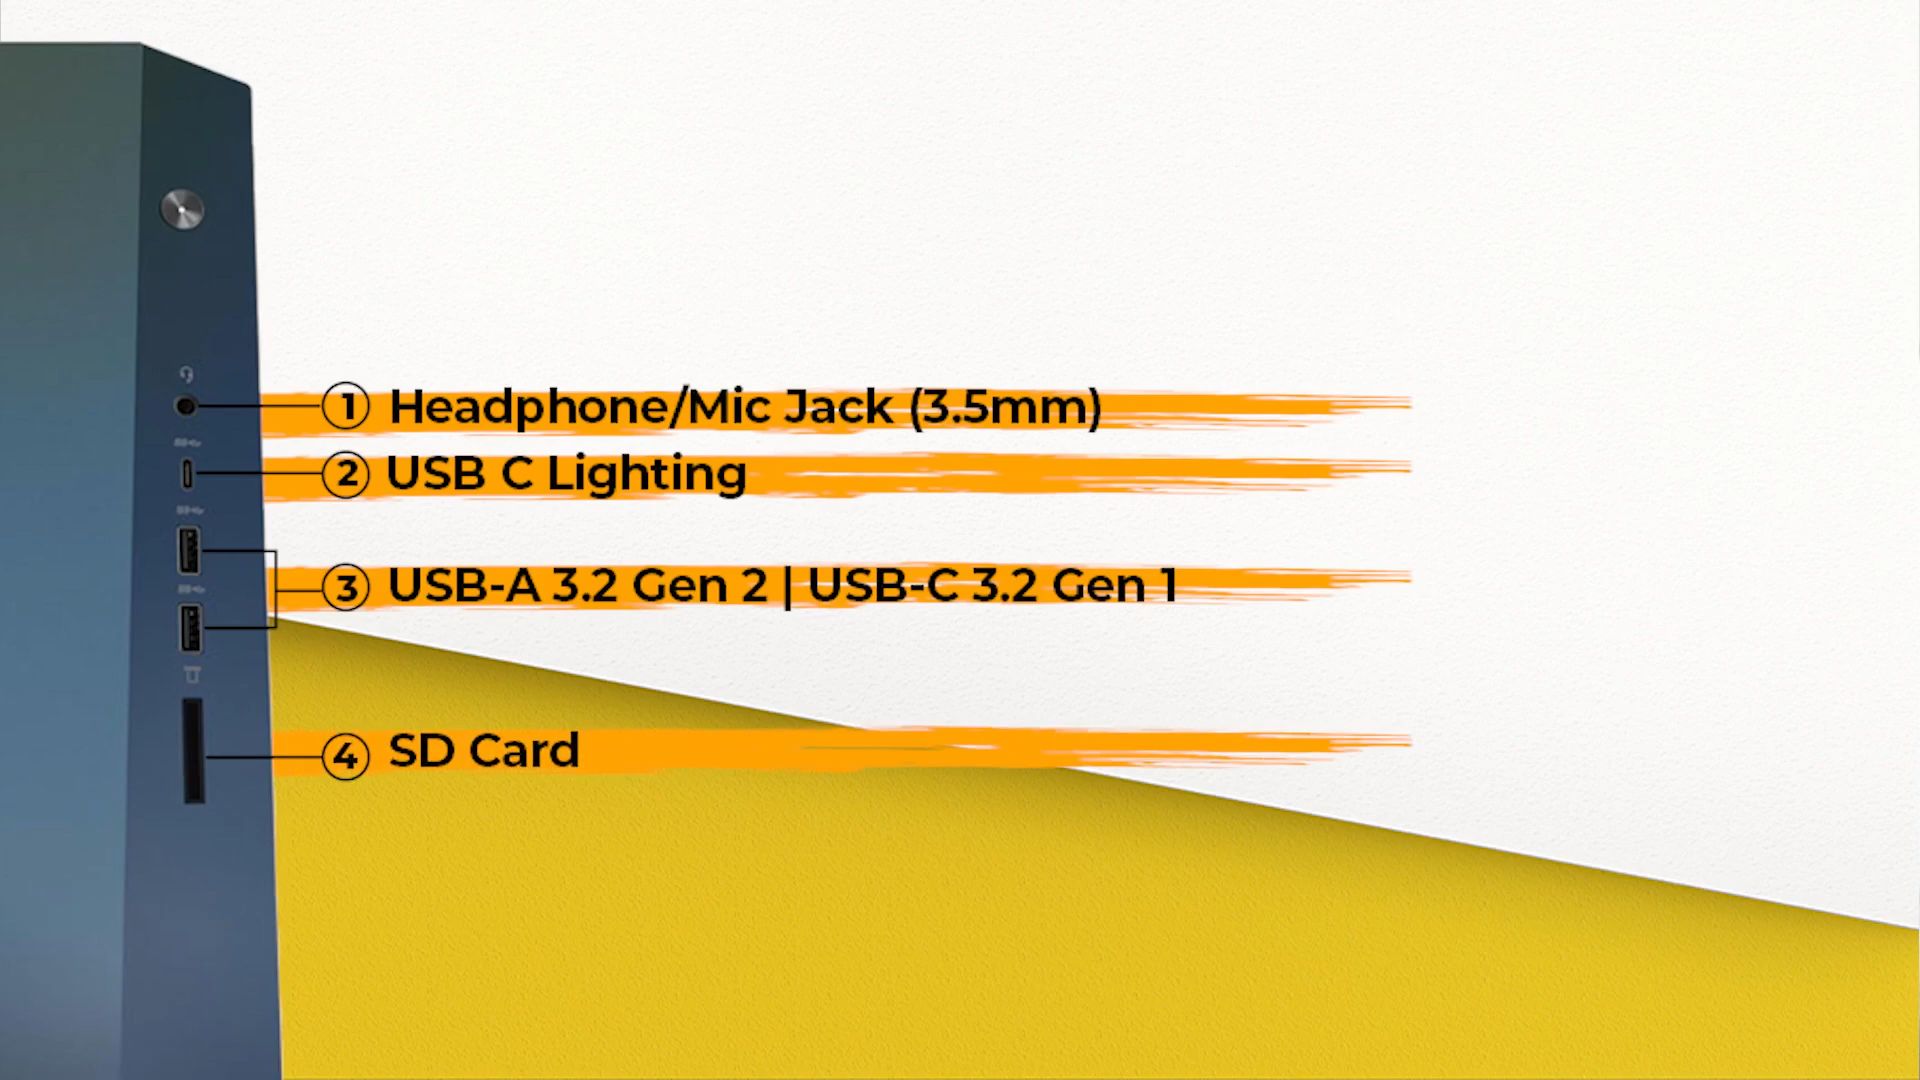 ① Headphone/Mic Jack (3.5mm)
② USB C Lighting
③ USB-A 3.2 Gen 2 | USB-C 3.2 Gen 1
④ SD Card